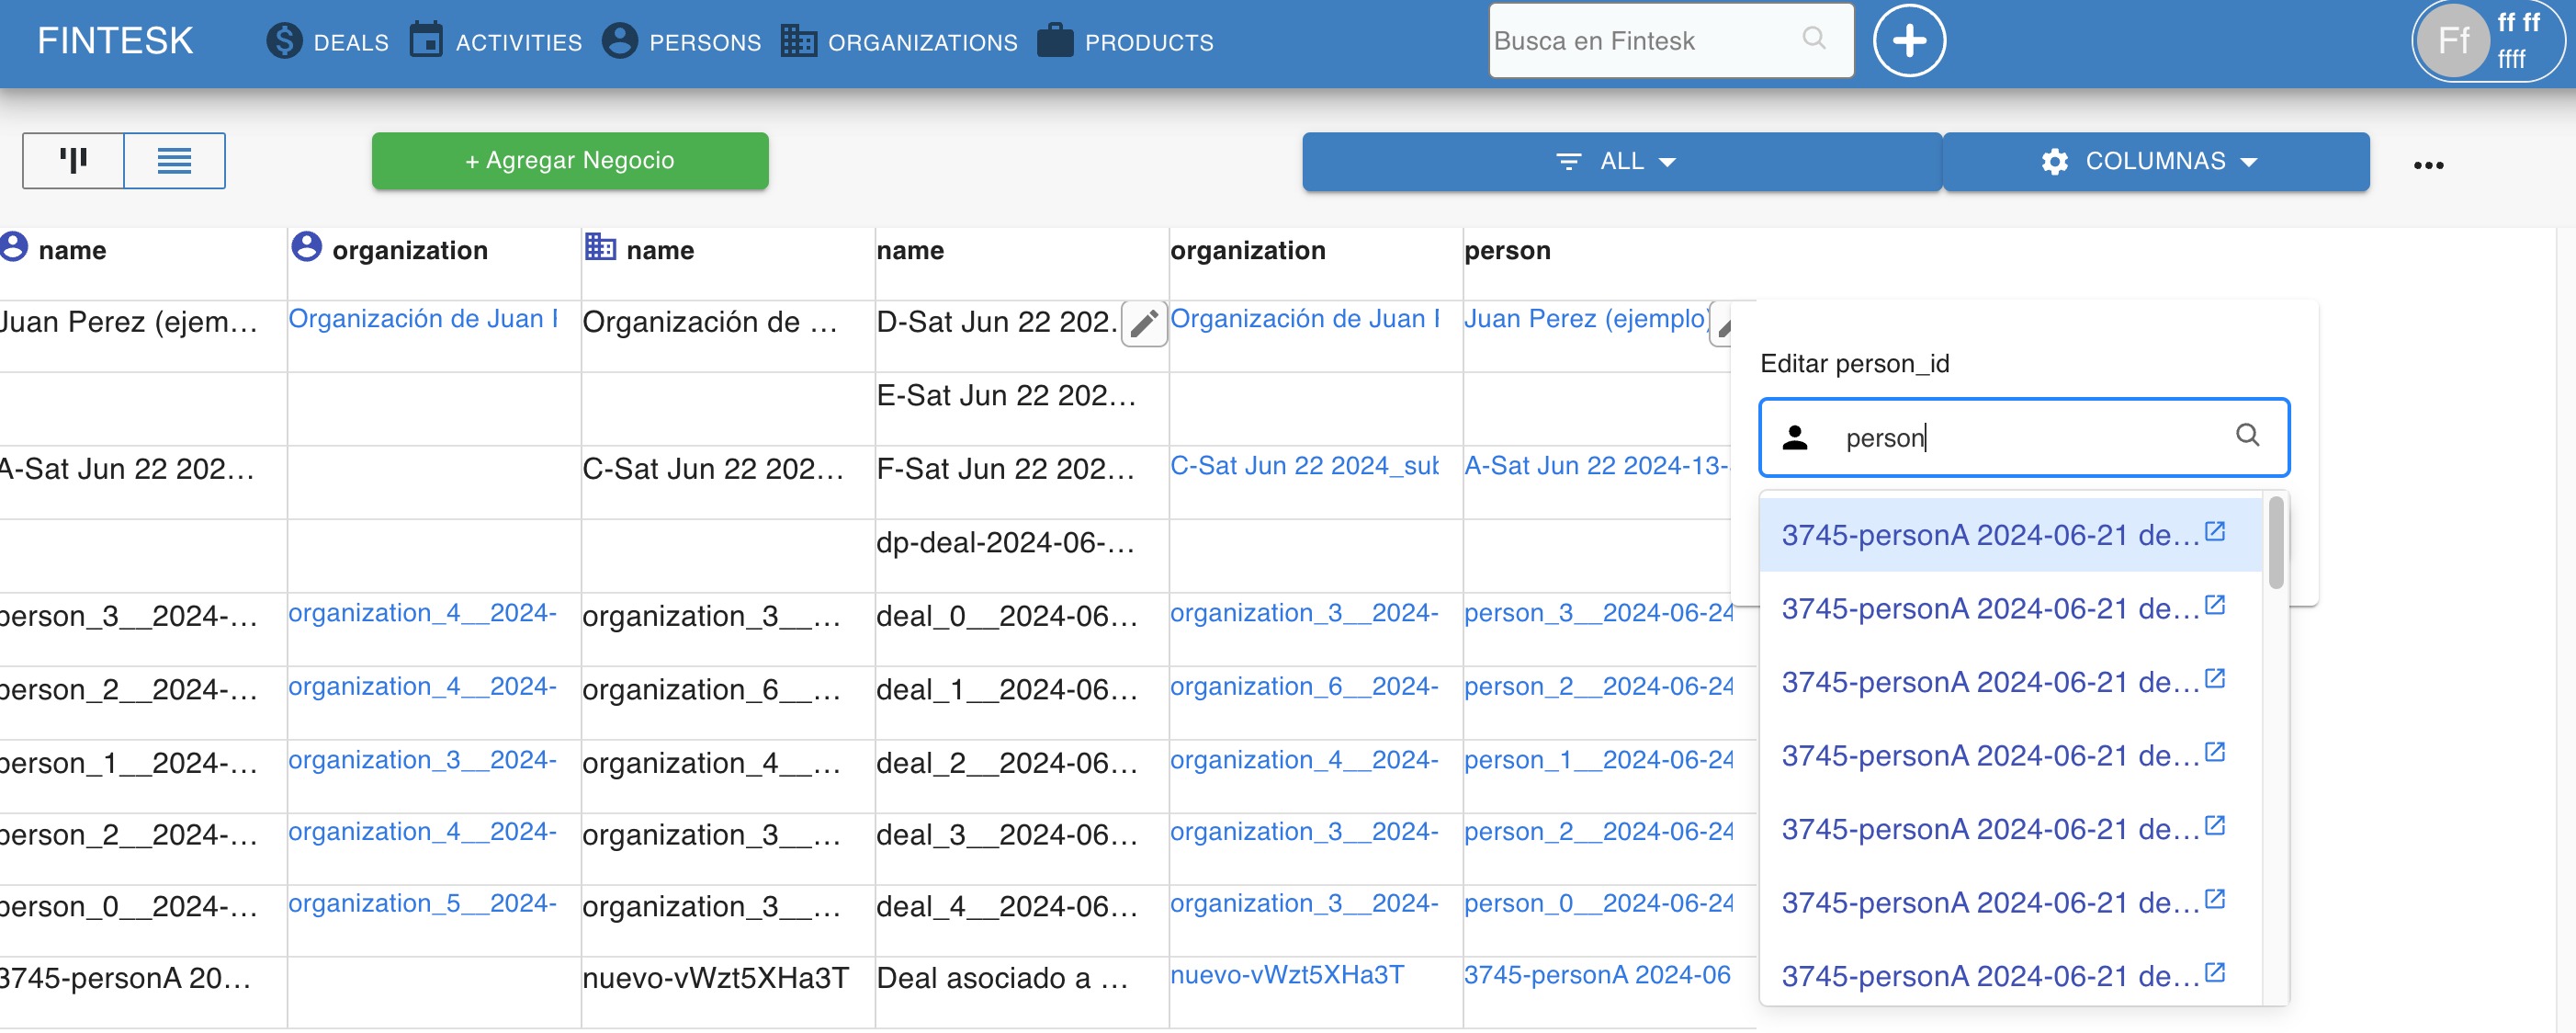 FINTESK DEALS ACTIVITIES PERSONS ORGANIZATIONS PRODUCTS Busca en Fintesk Ff ff ff
ffff
+ Agregar Negocio ALL COLUMNAS
name organization name name organization person
Juan Perez (ejem... Organización de Juan Organización de ... D-Sat Jun 22 202. Organización de Juan Juan Perez (ejemplo)
Editar person_id
E-Sat Jun 22 202...
person
A-Sat Jun 22 202... C-Sat Jun 22 202... F-Sat Jun 22 202... C-Sat Jun 22 2024_sub A-Sat Jun 22 2024-13-
3745-personA 2024-06-21 de...
dp-deal-2024-06-...
3745-personA 2024-06-21 de...
person_3__2024-... organization_4__2024- organization_3__... deal_0__2024-06... organization_3__2024- person_3__2024-06-24
3745-personA 2024-06-21 de...
person_2__2024-... organization_4__2024- organization_6__... deal_1__2024-06... organization_6__2024- person_2__2024-06-24
3745-personA 2024-06-21 de...
person_1__2024-... organization_3__2024- organization_4__... deal_2__2024-06... organization_4__2024- person_1__2024-06-24
3745-personA 2024-06-21 de...
person_2__2024-... organization_4__2024- organization_3__... deal_3__2024-06... organization_3__2024- person_2__2024-06-24
3745-personA 2024-06-21 de...
person_0__2024-... organization_5__2024- organization_3__... deal_4__2024-06... organization_3__2024- person_0__2024-06-24
3745-personA 2024-06-21 de...
3745-personA 20... nuevo-vWzt5XHa3T Deal asociado a ... nuevo-vWzt5XHa3T 3745-personA 2024-06